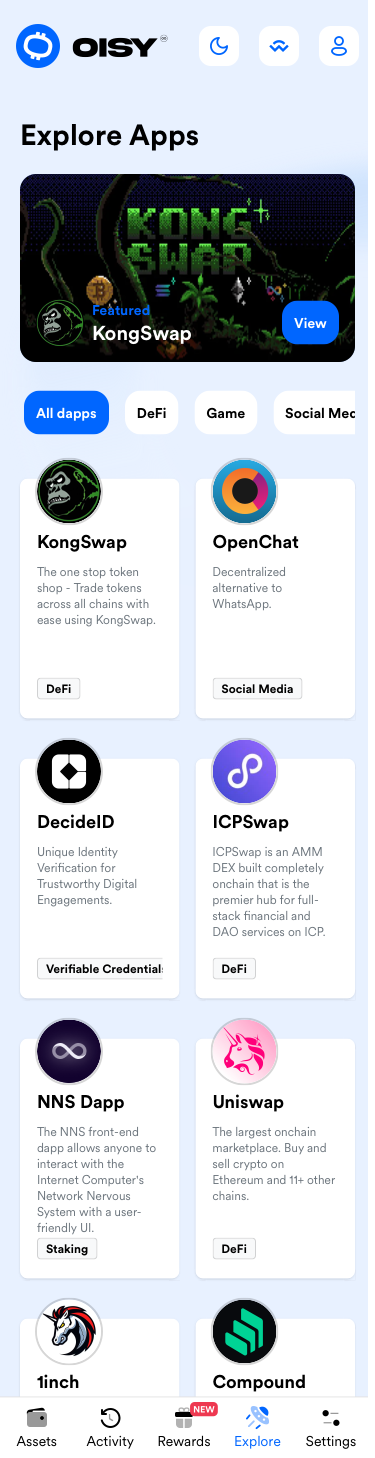 OISY
Explore Apps
KONG
SWAP
Featured
KongSwap
View
All dapps
DeFi
Game
Social Med
KongSwap
The one stop token
shop - Trade tokens
across all chains with
ease using KongSwap.
DeFi
OpenChat
Decentralized
alternative to
WhatsApp.
Social Media
DecideID
Unique Identity
Verification for
Trustworthy Digital
Engagements.
Verifiable Credentials
ICPSwap
ICPSwap is an AMM
DEX built completely
onchain that is the
premier hub for full-
stack financial and
DAO services on ICP.
DeFi
NNS Dapp
The NNS front-end
dapp allows anyone to
interact with the
Internet Computer's
Network Nervous
System with a user-
friendly UI.
Staking
Uniswap
The largest onchain
marketplace. Buy and
sell crypto on
Ethereum and 11+ other
chains.
DeFi
1inch
Compound
NEW
Assets
Activity
Rewards
Explore
Settings